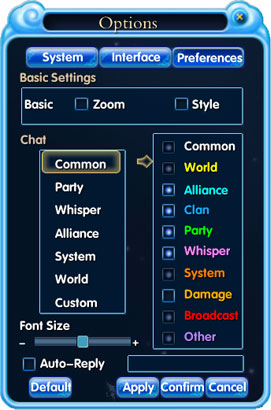 Options
System Interface Preferences
Basic Settings
Basic Zoom Style
Chat
Common
Party
Whisper
Alliance
System
World
Custom
Common
World
Alliance
Clan
Party
Whisper
System
Damage
Broadcast
Other
Font Size
- +
Auto-Reply
Default Apply Confirm Cancel